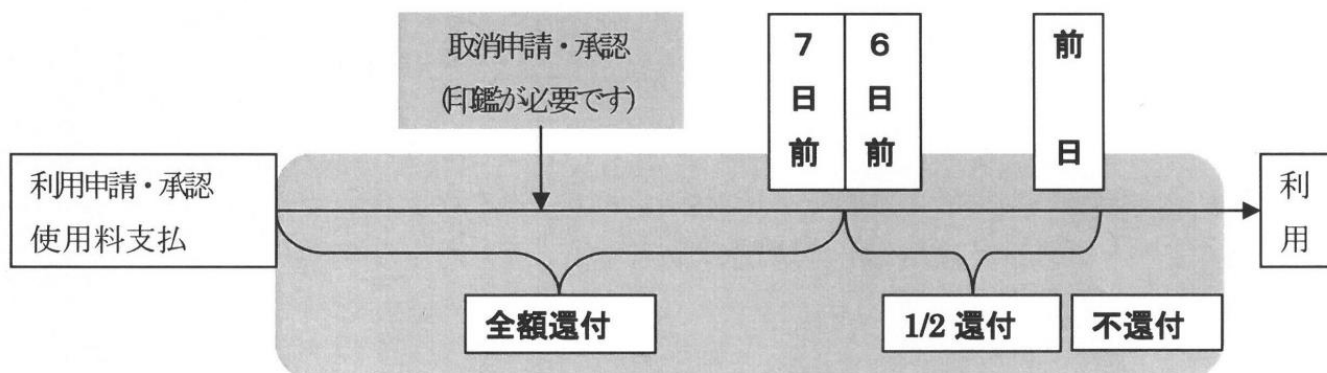 取消申請・承認
(印鑑が必要です)
7日前
6日前
前日
利用申請・承認
使用料支払
利用
全額還付
1/2 還付
不還付